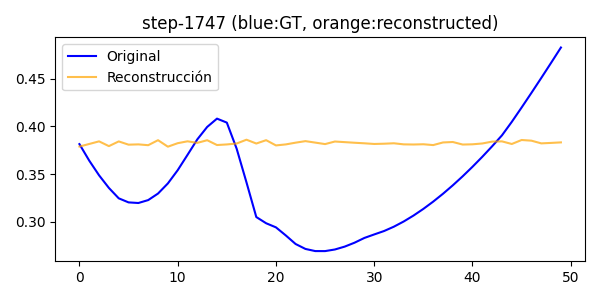 step-1747 (blue:GT, orange:reconstructed)
Original
Reconstrucción
0.45
0.40
0.35
0.30
0 10 20 30 40 50